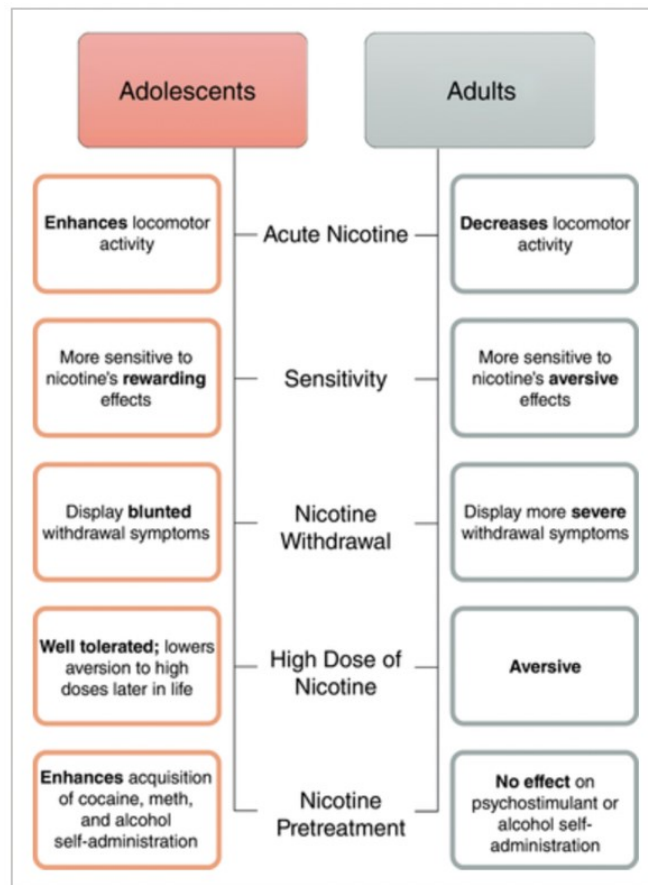 Adolescents
Adults
Enhances locomotor
activity
Acute Nicotine
Decreases locomotor
activity
More sensitive to
nicotine's rewarding
effects
Sensitivity
More sensitive to
nicotine's aversive
effects
Display blunted
withdrawal symptoms
Nicotine
Withdrawal
Display more severe
withdrawal symptoms
Well tolerated; lowers
aversion to high
doses later in life
High Dose of
Nicotine
Aversive
Enhances acquisition
of cocaine, meth,
and alcohol
self-administration
Nicotine
Pretreatment
No effect on
psychostimulant or
alcohol self-
administration